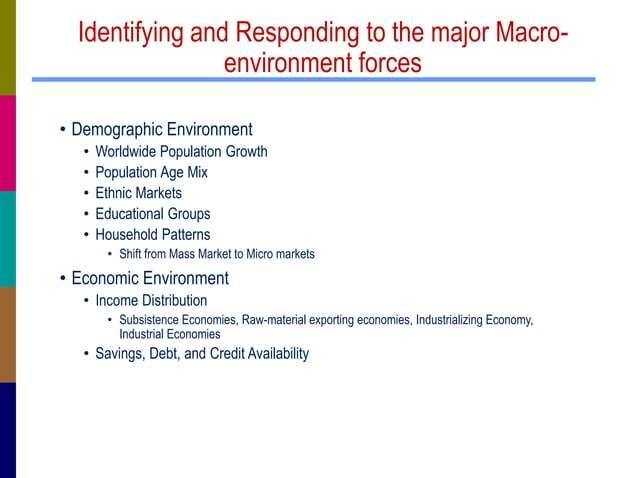 Identifying and Responding to the major Macro-
environment forces
• Demographic Environment
• Worldwide Population Growth
• Population Age Mix
• Ethnic Markets
• Educational Groups
• Household Patterns
• Shift from Mass Market to Micro markets
• Economic Environment
• Income Distribution
• Subsistence Economies, Raw-material exporting economies, Industrializing Economy,
Industrial Economies
• Savings, Debt, and Credit Availability